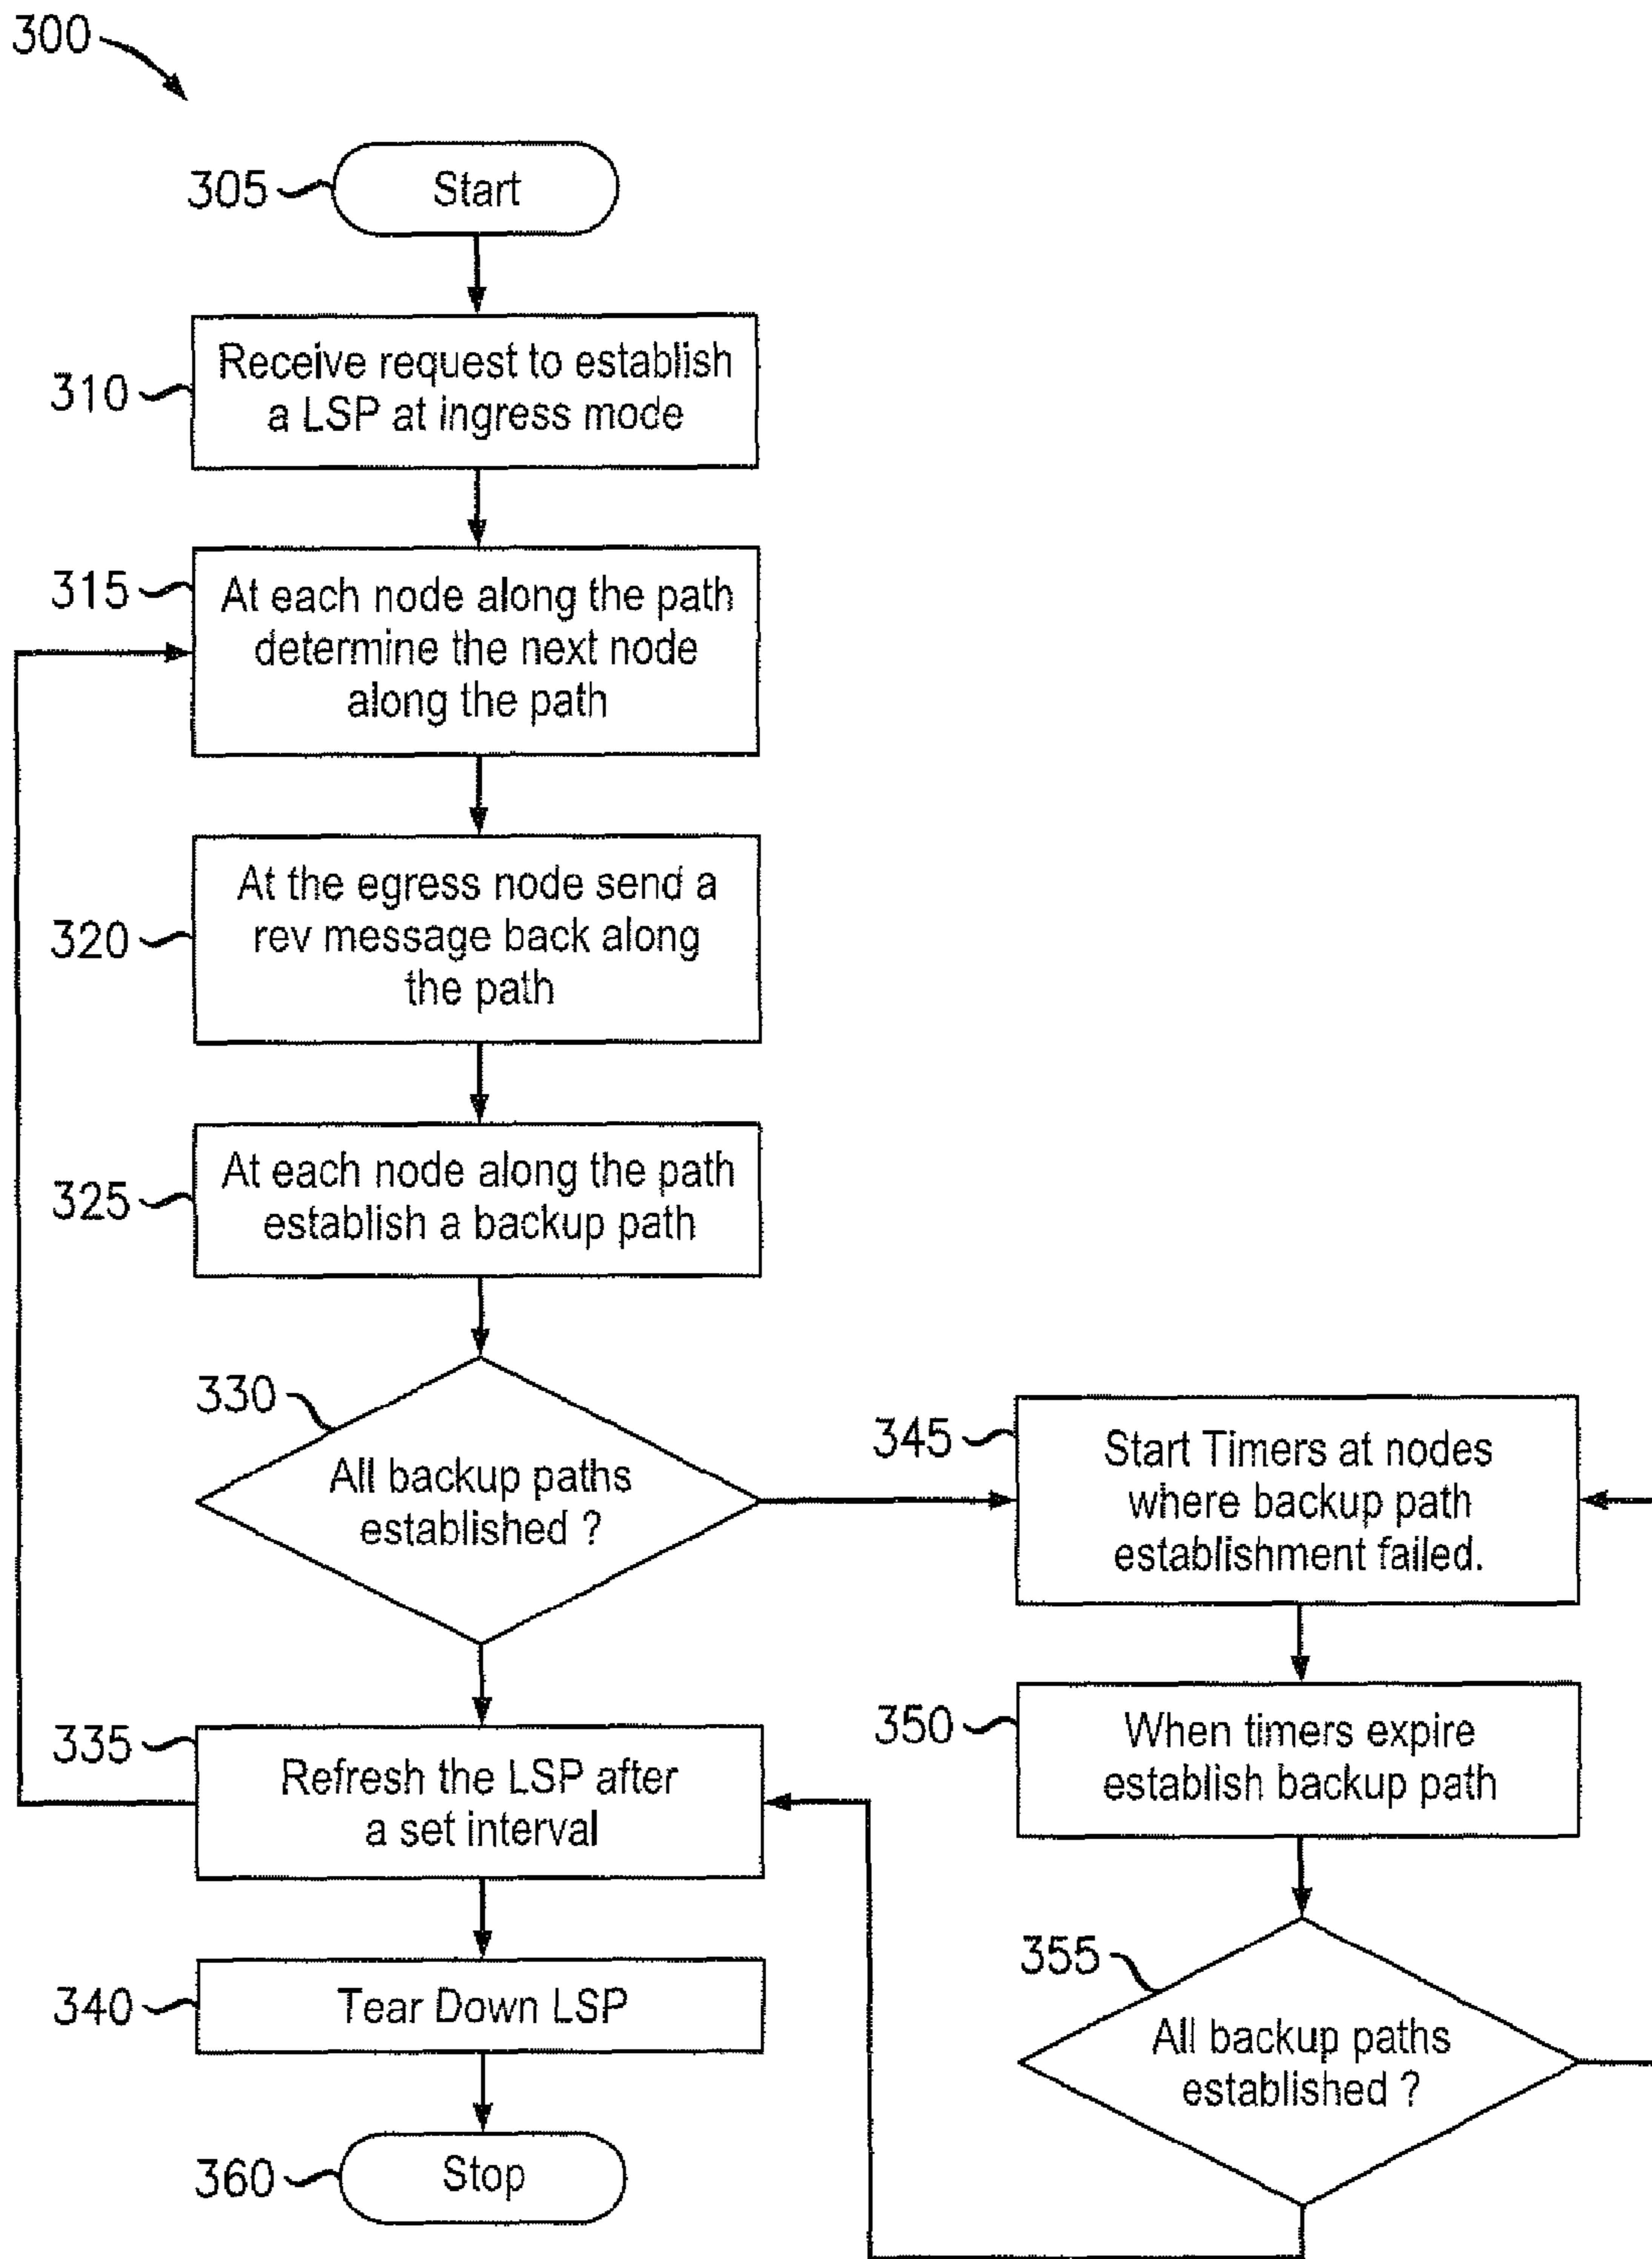 300
305
Start
310
Receive request to establish
a LSP at ingress mode
315
At each node along the path
determine the next node
along the path
320
At the egress node send a
rev message back along
the path
325
At each node along the path
establish a backup path
330
All backup paths
established ?
345
Start Timers at nodes
where backup path
establishment failed.
335
Refresh the LSP after
a set interval
350
When timers expire
establish backup path
340
Tear Down LSP
355
All backup paths
established ?
360
Stop